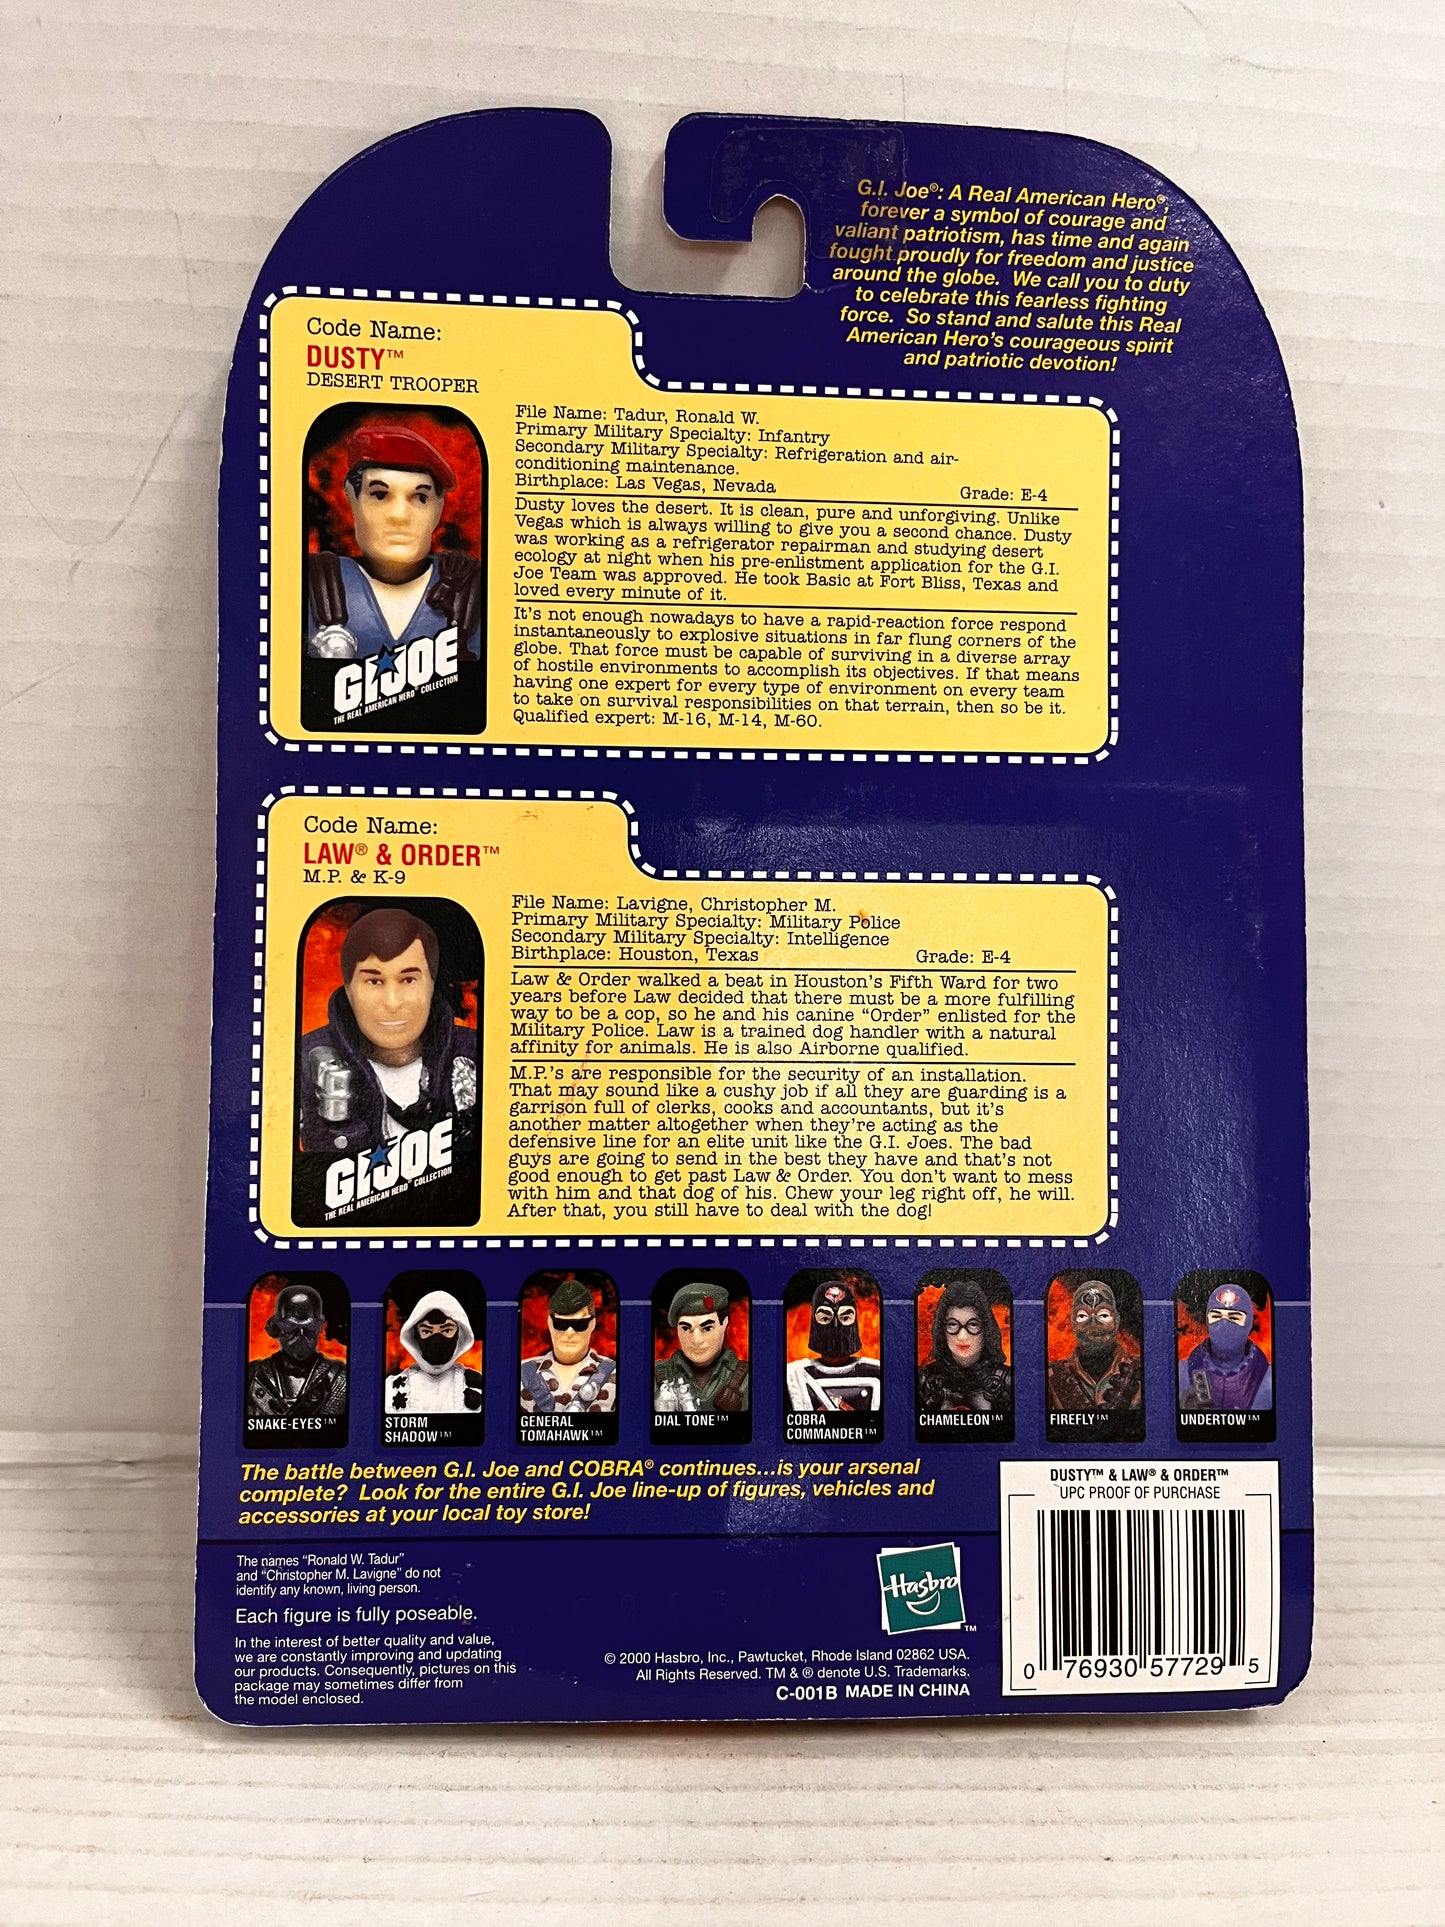 G.I. Joe®: A Real American Hero®,
forever a symbol of courage and
valiant patriotism, has time and again
fought proudly for freedom and justice
around the globe. We call you to duty
to celebrate this fearless fighting
force. So stand and salute this Real
American Hero's courageous spirit
and patriotic devotion!
Code Name:
DUSTY™
DESERT TROOPER
File Name: Tadur, Ronald W.
Primary Military Specialty: Infantry
Secondary Military Specialty: Refrigeration and air-
conditioning maintenance.
Birthplace: Las Vegas, Nevada Grade: E-4
Dusty loves the desert. It is clean, pure and unforgiving. Unlike
Vegas which is always willing to give you a second chance. Dusty
was working as a refrigerator repairman and studying desert
ecology at night when his pre-enlistment application for the G.I.
Joe Team was approved. He took Basic at Fort Bliss, Texas and
loved every minute of it.
It's not enough nowadays to have a rapid-reaction force respond
instantaneously to explosive situations in far flung corners of the
globe. That force must be capable of surviving in a diverse array
of hostile environments to accomplish its objectives. If that means
having one expert for every type of environment on every team
to take on survival responsibilities on that terrain, then so be it.
Qualified expert: M-16, M-14, M-60.
G.I. JOE®
THE REAL AMERICAN HERO® COLLECTION
Code Name:
LAW® & ORDER™
M.P. & K-9
File Name: Lavigne, Christopher M.
Primary Military Specialty: Military Police
Secondary Military Specialty: Intelligence
Birthplace: Houston, Texas Grade: E-4
Law & Order walked a beat in Houston's Fifth Ward for two
years before Law decided that there must be a more fulfilling
way to be a cop, so he and his canine "Order" enlisted for the
Military Police. Law is a trained dog handler with a natural
affinity for animals. He is also Airborne qualified.
M.P.'s are responsible for the security of an installation.
That may sound like a cushy job if all they are guarding is a
garrison full of clerks, cooks and accountants, but it's
another matter altogether when they're acting as the
defensive line for an elite unit like the G.I. Joes. The bad
guys are going to send in the best they have and that's not
good enough to get past Law & Order. You don't want to mess
with him and that dog of his. Chew your leg right off, he will.
After that, you still have to deal with the dog!
G.I. JOE®
THE REAL AMERICAN HERO® COLLECTION
SNAKE-EYES™
STORM
SHADOW™
GENERAL
TOMAHAWK™
DIAL TONE™
COBRA
COMMANDER™
CHAMELEON™
FIREFLY™
UNDERTOW™
The battle between G.I. Joe and COBRA® continues...is your arsenal
complete? Look for the entire G.I. Joe line-up of figures, vehicles and
accessories at your local toy store!
The names "Ronald W. Tadur"
and "Christopher M. Lavigne" do not
identify any known, living person.
Each figure is fully poseable.
In the interest of better quality and value,
we are constantly improving and updating
our products. Consequently, pictures on this
package may sometimes differ from
the model enclosed.
Hasbro™
© 2000 Hasbro, Inc., Pawtucket, Rhode Island 02862 USA.
All Rights Reserved. TM & ® denote U.S. Trademarks.
C-001B MADE IN CHINA
DUSTY™ & LAW® & ORDER™
UPC PROOF OF PURCHASE
0 76930 57729 5